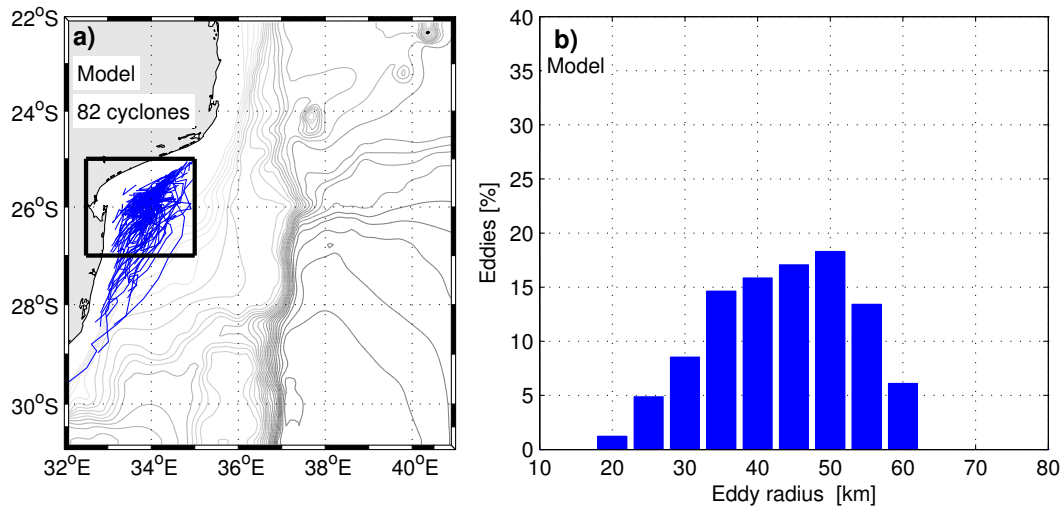 a)
Model
82 cyclones
22°S
24°S
26°S
28°S
30°S
32°E
34°E
36°E
38°E
40°E
b)
Model
Eddies [%]
40
35
30
25
20
15
10
5
0
10
20
30
40
50
60
70
80
Eddy radius [km]